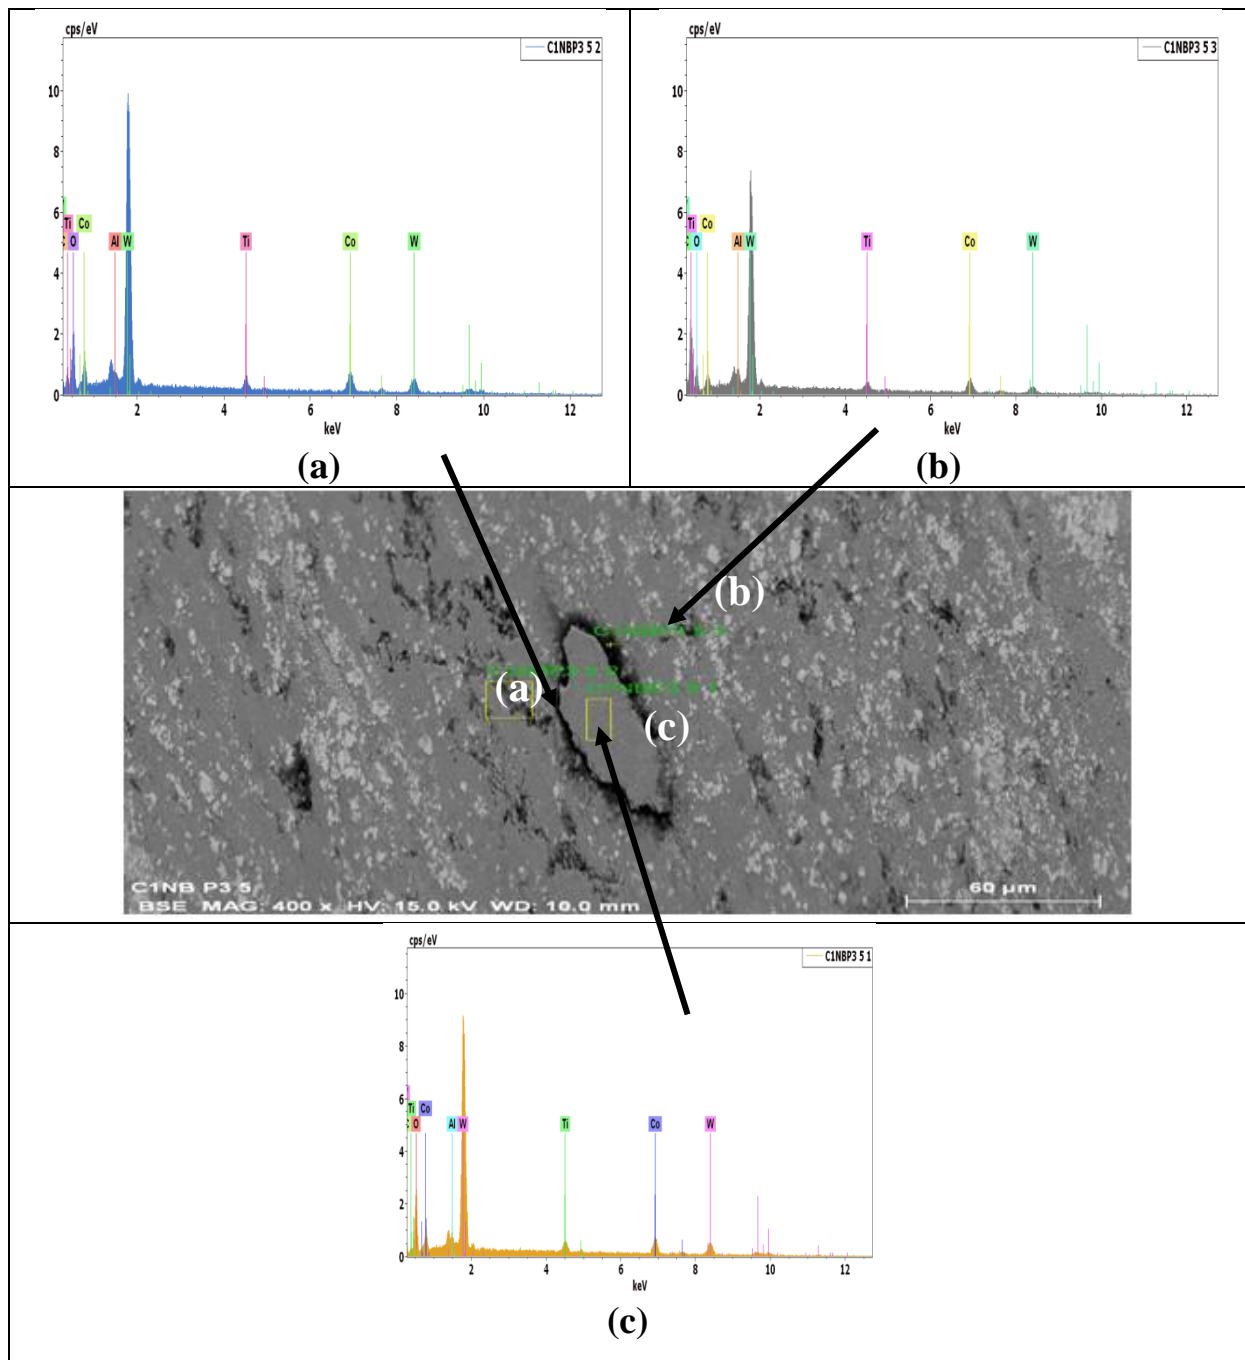 cps/eV
C1NBP3 5 2
10
8
6
4
2
0
Ti Co
C O Al W Ti Co W
2 4 6 8 10 12
keV
(a)
cps/eV
C1NBP3 5 3
10
8
6
4
2
0
Ti Co
C O Al W Ti Co W
2 4 6 8 10 12
keV
(b)
(b)
(a)
(c)
C1NB P3 5
BSE MAG: 400 x HV: 15.0 kV WD: 10.0 mm
60 μm
cps/eV
C1NBP3 5 1
10
8
6
4
2
0
Ti Co
C O Al W Ti Co W
2 4 6 8 10 12
keV
(c)